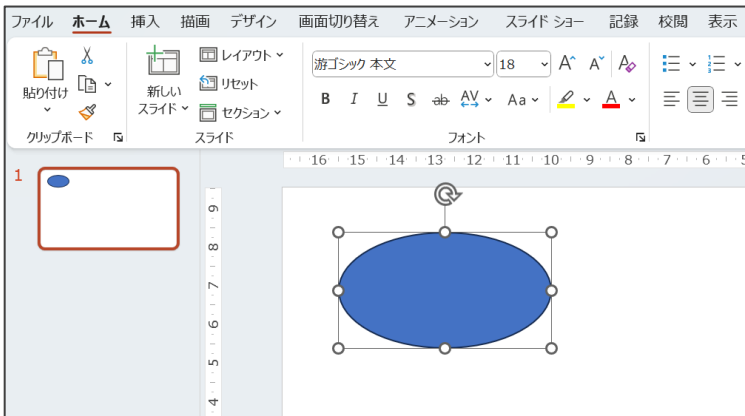 ファイル ホーム 挿入 描画 デザイン 画面切り替え アニメーション スライド ショー 記録 校閲 表示
貼り付け
新しい
スライド
レイアウト
リセット
セクション
游ゴシック 本文 18 A^ Aˇ A
B I U S ab AV Aa A
クリップボード スライド フォント
16 15 14 13 12 11 10 9 8 7 6 5
1
9
8
7
6
5
4